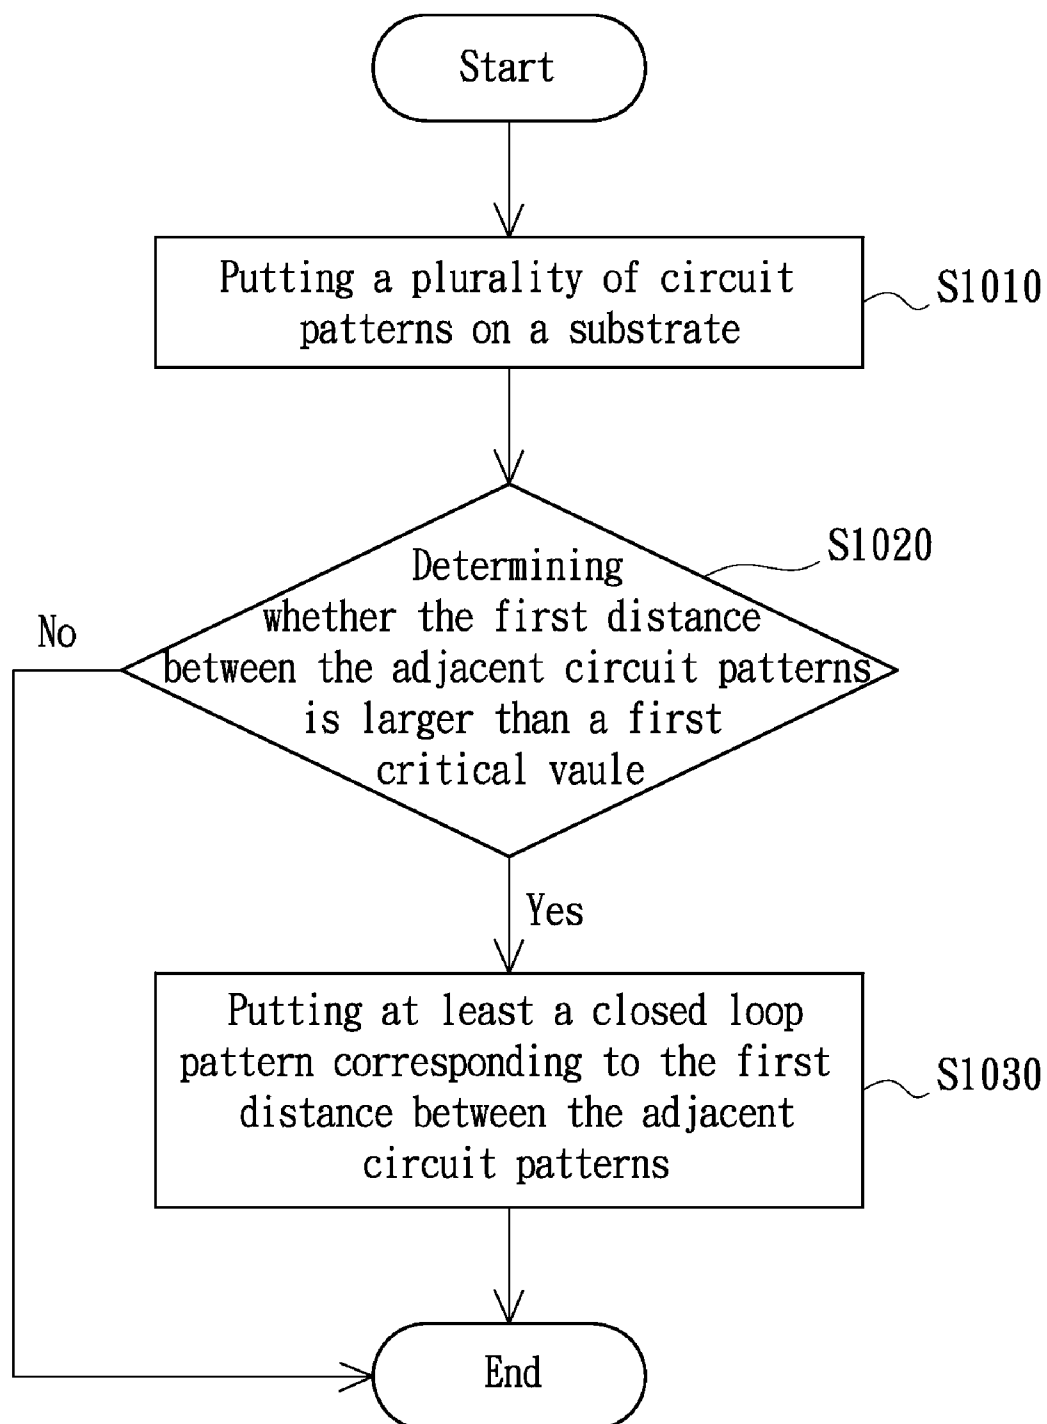 Start
Putting a plurality of circuit
patterns on a substrate
S1010
S1020
Determining
whether the first distance
between the adjacent circuit patterns
is larger than a first
critical vaule
No
Yes
Putting at least a closed loop
pattern corresponding to the first
distance between the adjacent
circuit patterns
S1030
End